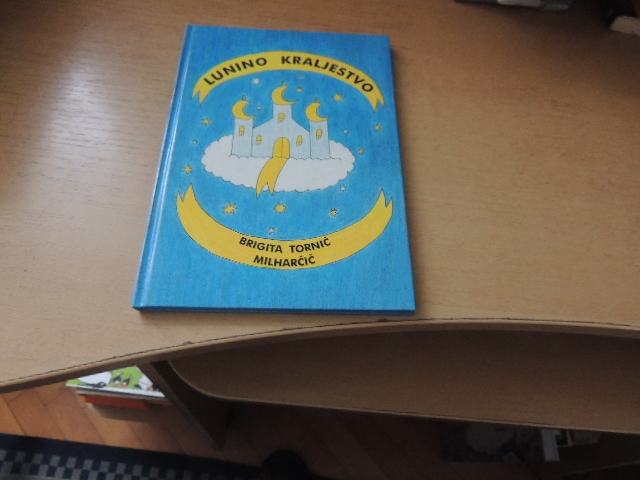 LUNINO KRALJESTVO
BRIGITA TORNIČ
MILHARČIČ